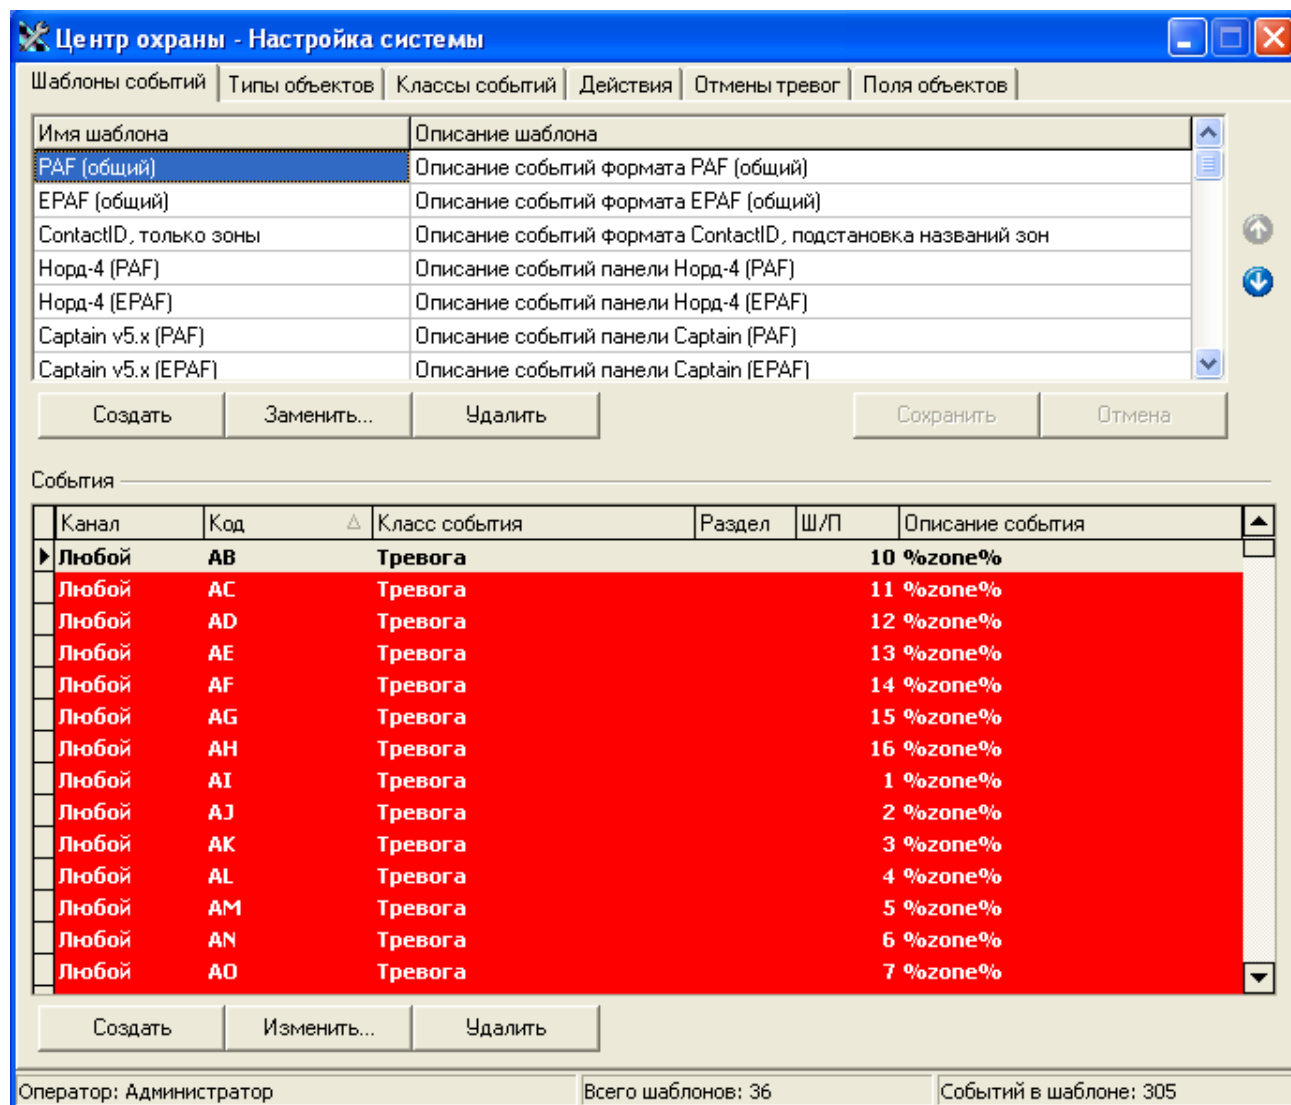 Центр охраны - Настройка системы
Шаблоны событий Типы объектов Классы событий Действия Отмены тревог Поля объектов
Имя шаблона Описание шаблона
PAF (общий) Описание событий формата PAF (общий)
EPAF (общий) Описание событий формата EPAF (общий)
ContactID, только зоны Описание событий формата ContactID, подстановка названий зон
Норд-4 (PAF) Описание событий панели Норд-4 (PAF)
Норд-4 (EPAF) Описание событий панели Норд-4 (EPAF)
Captain v5.x (PAF) Описание событий панели Captain (PAF)
Captain v5.x (EPAF) Описание событий панели Captain (EPAF)
Создать Заменить... Удалить Сохранить Отмена
События
Канал Код Класс события Раздел Ш/П Описание события
Любой AB Тревога 10 %zone%
Любой AC Тревога 11 %zone%
Любой AD Тревога 12 %zone%
Любой AE Тревога 13 %zone%
Любой AF Тревога 14 %zone%
Любой AG Тревога 15 %zone%
Любой AH Тревога 16 %zone%
Любой AI Тревога 1 %zone%
Любой AJ Тревога 2 %zone%
Любой AK Тревога 3 %zone%
Любой AL Тревога 4 %zone%
Любой AM Тревога 5 %zone%
Любой AN Тревога 6 %zone%
Любой AO Тревога 7 %zone%
Создать Изменить... Удалить
Оператор: Администратор Всего шаблонов: 36 Событий в шаблоне: 305